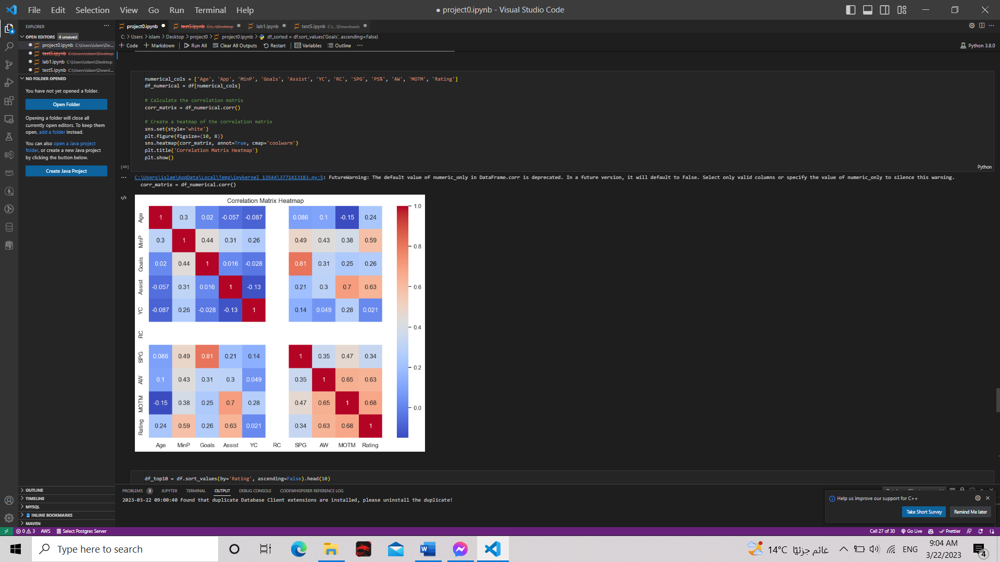 File Edit Selection View Go Run Terminal Help
● project0.ipynb - Visual Studio Code
EXPLORER
project0.ipynb
test5.ipynb C:\...\Desktop
lab1.ipynb
test5.ipynb C:\...\Downloads
OPEN EDITORS 4 unsaved
C: > Users > islam > Desktop > project0 > project0.ipynb > df_sorted = df.sort_values('Goals', ascending=False)
project0.ipynb C:\Users\islam\De...
+ Code + Markdown Run All Clear All Outputs Restart Variables Outline ...
Python 3.8.0
test5.ipynb C:\Users\islam\Desktop
lab1.ipynb C:\Users\islam\Desktop
test5.ipynb C:\Users\islam\Downl...
NO FOLDER OPENED
You have not yet opened a folder.
Open Folder
Opening a folder will close all
currently open editors. To keep them
open, add a folder instead.
You can also open a Java project
folder, or create a new Java project
by clicking the button below.
Create Java Project
numerical_cols = ['Age', 'App', 'MinP', 'Goals', 'Assist', 'YC', 'RC', 'SPG', 'PS%', 'AW', 'MOTM', 'Rating']
df_numerical = df[numerical_cols]
# Calculate the correlation matrix
corr_matrix = df_numerical.corr()
# Create a heatmap of the correlation matrix
sns.set(style='white')
plt.figure(figsize=(10, 8))
sns.heatmap(corr_matrix, annot=True, cmap='coolwarm')
plt.title('Correlation Matrix Heatmap')
plt.show()
[49]
Python
C:\Users\islam\AppData\Local\Temp\ipykernel_13544\3771413183.py:5: FutureWarning: The default value of numeric_only in DataFrame.corr is deprecated. In a future version, it will default to False. Select only valid columns or specify the value of numeric_only to silence this warning.
corr_matrix = df_numerical.corr()
Correlation Matrix Heatmap
Age 1 0.3 0.02 -0.057 -0.087 0.086 0.1 -0.15 0.24
MinP 0.3 1 0.44 0.31 0.26 0.49 0.43 0.38 0.59
Goals 0.02 0.44 1 0.016 -0.028 0.81 0.31 0.25 0.26
Assist -0.057 0.31 0.016 1 -0.13 0.21 0.3 0.7 0.63
YC -0.087 0.26 -0.028 -0.13 1 0.14 0.049 0.28 0.021
RC
SPG 0.086 0.49 0.81 0.21 0.14 1 0.35 0.47 0.34
AW 0.1 0.43 0.31 0.3 0.049 0.35 1 0.65 0.63
MOTM -0.15 0.38 0.25 0.7 0.28 0.47 0.65 1 0.68
Rating 0.24 0.59 0.26 0.63 0.021 0.34 0.63 0.68 1
Age MinP Goals Assist YC RC SPG AW MOTM Rating
1.0
0.8
0.6
0.4
0.2
0.0
df_top10 = df.sort_values(by='Rating', ascending=False).head(10)
OUTLINE
TIMELINE
MYSQL
INLINE BOOKMARKS
MAVEN
PROBLEMS 3 JUPYTER TERMINAL OUTPUT DEBUG CONSOLE CODEWHISPERER REFERENCE LOG
2023-03-22 09:00:40 Found that duplicate Database Client extensions are installed, please uninstall the duplicate!
Help us improve our support for C++
Take Short Survey
Remind Me later
0 3 AWS Select Postgres Server
Cell 27 of 30 Go Live Prettier
Type here to search
14°C غائم جزئيًا
ENG
9:04 AM
3/22/2023
4